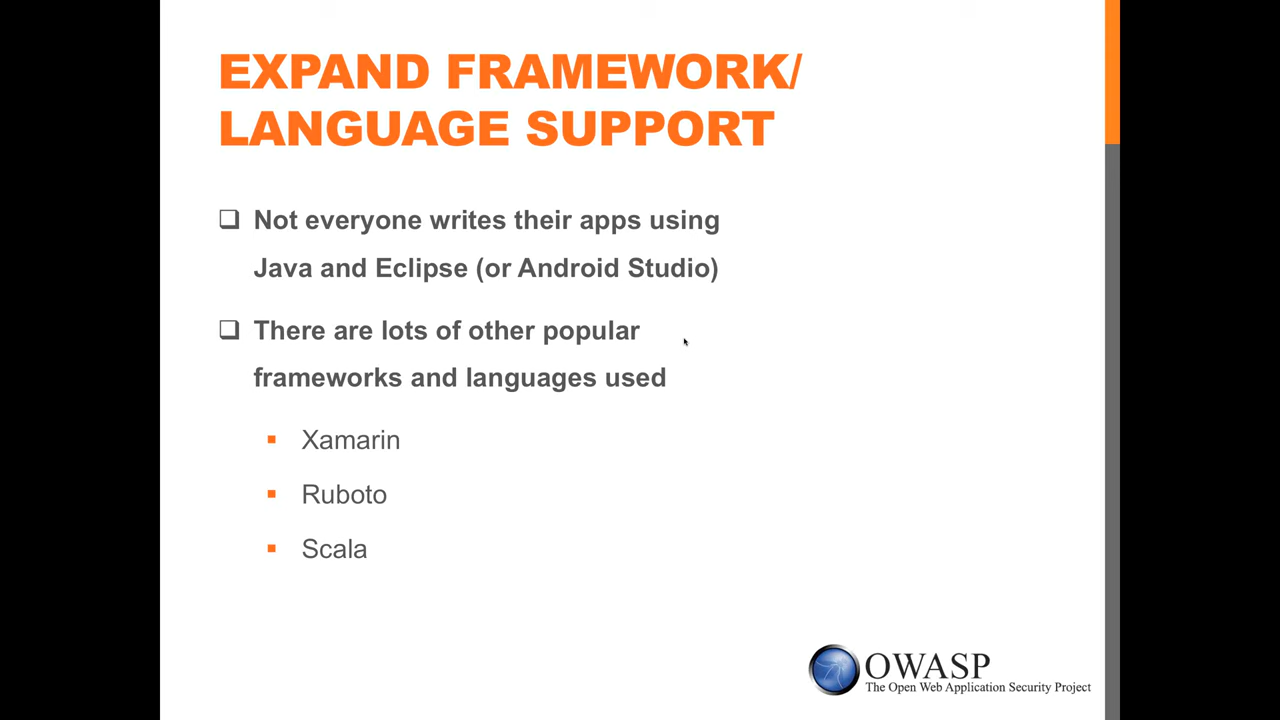 EXPAND FRAMEWORK/
LANGUAGE SUPPORT
Not everyone writes their apps using
Java and Eclipse (or Android Studio)
There are lots of other popular
frameworks and languages used
Xamarin
Ruboto
Scala
OWASP
The Open Web Application Security Project